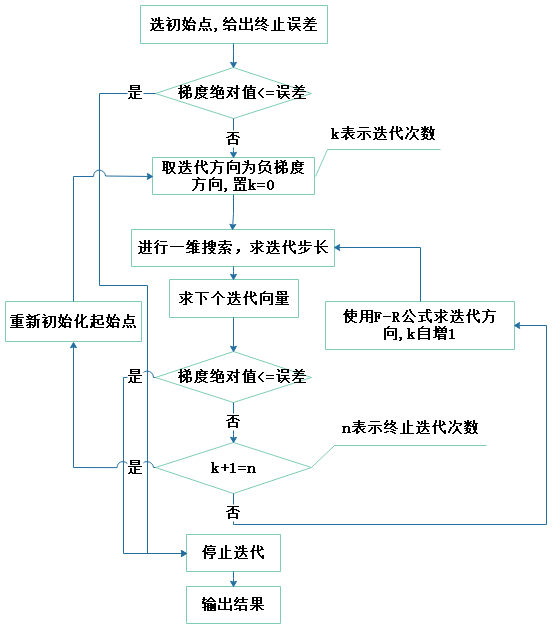 选初始点,给出终止误差
是
梯度绝对值<=误差
否
k表示迭代次数
取迭代方向为负梯度
方向,置k=0
进行一维搜索，求迭代步长
求下个迭代向量
重新初始化起始点
使用F-R公式求迭代方
向,k自增1
是
梯度绝对值<=误差
否
n表示终止迭代次数
是
k+1=n
否
停止迭代
输出结果